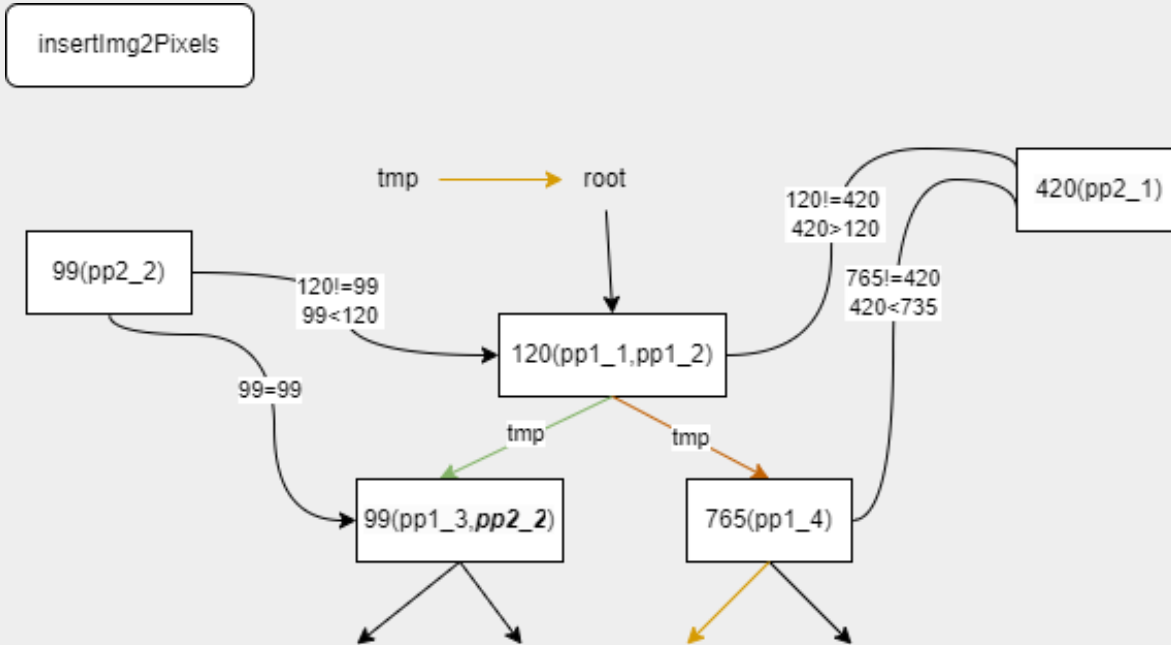 insertImg2Pixels
tmp
root
420(pp2_1)
120!=420
420>120
99(pp2_2)
120!=99
99<120
765!=420
420<735
120(pp1_1,pp1_2)
99=99
tmp
tmp
99(pp1_3,pp2_2)
765(pp1_4)